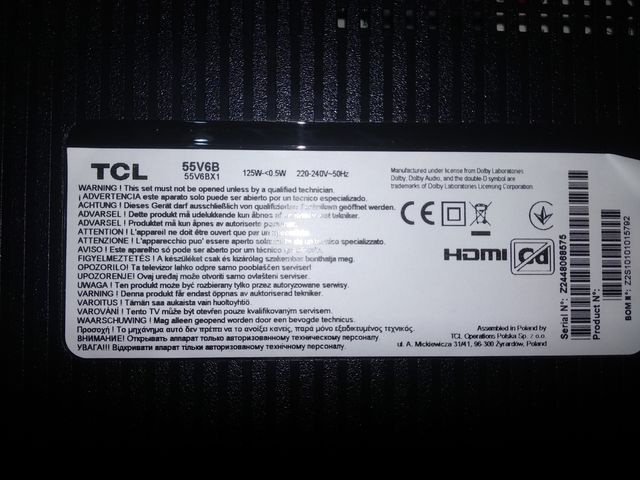 TCL
55V6B
55V6BX1
125W-<0.5W 220-240V~50Hz
WARNING ! This set must not be opened unless by a qualified technician.
¡ ADVERTENCIA este aparato solo puede ser abierto por un técnico especializado.
ACHTUNG ! Dieses Gerät darf ausschließlich von qualifizierten Technikern geöffnet werden.
ADVARSEL ! Dette produkt må udelukkende kun åbnes tekniker.
ADVARSEL ! Produktet må kun åpnes av autoriserte
ATTENTION ! L'appareil ne doit être ouvert que par un
ATTENZIONE ! L'apparecchio puo' essere aperto da un tecnico specializzato.
AVISO ! Este aparelho só pode ser aberto por um técnico
FIGYELMEZTETÉS ! A készüléket csak és kizárólag szakember bonthatja meg.
OPOZORILO! Ta televizor lahko odpre samo pooblaščen serviser!
UPOZORENJE! Ovaj uređaj može otvoriti samo ovlašteni serviser.
UWAGA ! Ten produkt może być rozbierany tylko przez autoryzowane serwisy.
VARNING ! Denna produkt får endast öppnas av auktoriserad tekniker.
VAROITUS ! Tämän saa aukaista vain huoltoyhtiö.
VAROVÁNI ! Tento TV může být otevřen pouze kvalifikovaným servisem.
WAARSCHUWING ! Mag alleen geopend worden door een bevoegde technicus.
Προσοχή ! Το μηχάνημα αυτό δεν πρέπει να το ανοίξει κανείς, παρά μόνο εξειδικευμένος τεχνικός.
ВНИМАНИЕ! Открывать аппарат только авторизованному техническому персоналу.
УВАГА!!! Відкривати апарат тільки авторизованому технічному персоналу.
Manufactured under license from Dolby Laboratories
Dolby, Dolby Audio, and the double-D symbol are
trademarks of Dolby Laboratories Licensing Corporation
CE
HDMI
Assembled in Poland by
TCL Operations Polska Sp. z o.o.
ul. A. Mickiewicza 31/41, 96-300 Żyrardów, Poland
Serial N°: Z2448068575
Product N°:
BOM N°: Z2S10101015792